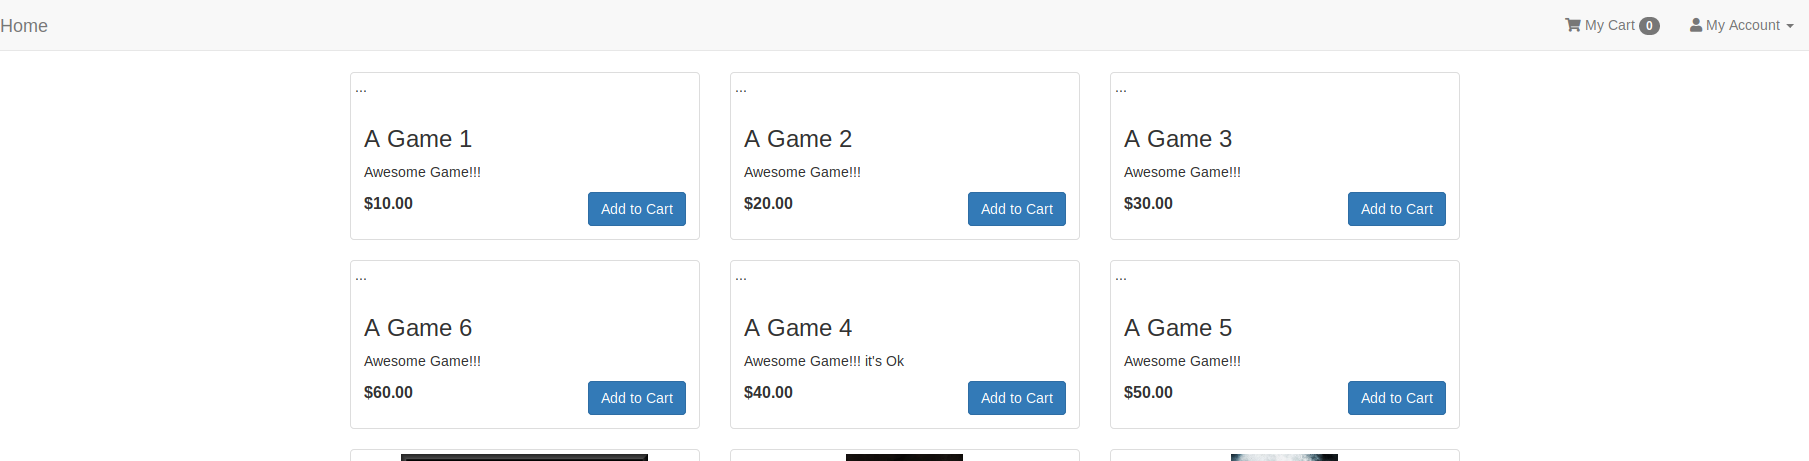 Home My Cart 0 My Account
... ... ...
A Game 1 A Game 2 A Game 3
Awesome Game!!! Awesome Game!!! Awesome Game!!!
$10.00 Add to Cart $20.00 Add to Cart $30.00 Add to Cart
... ... ...
A Game 6 A Game 4 A Game 5
Awesome Game!!! Awesome Game!!! it's Ok Awesome Game!!!
$60.00 Add to Cart $40.00 Add to Cart $50.00 Add to Cart